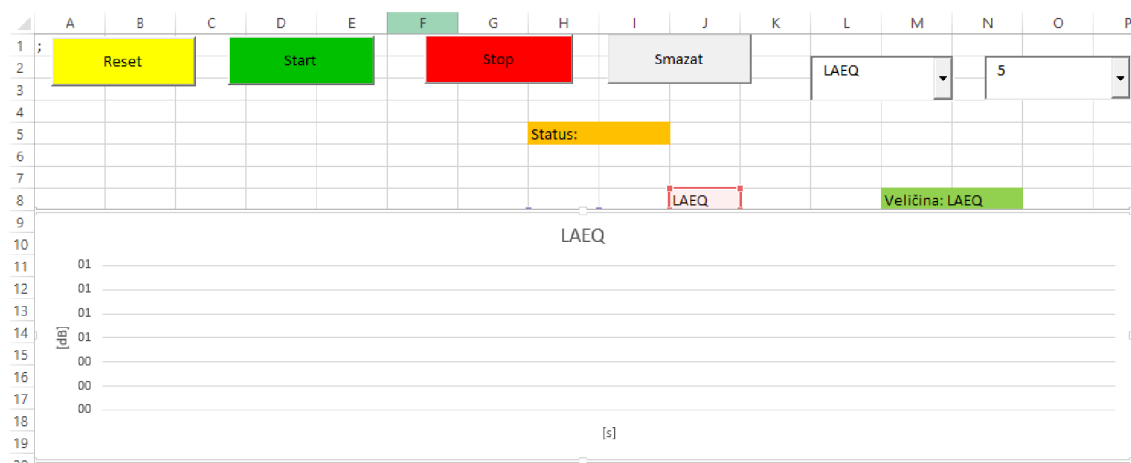 A B C D E F G H I J K L M N O P
1 ;
Reset Start Stop Smazat
2
LAEQ 5
3
4
5 Status:
6
7
8 LAEQ Veličina: LAEQ
9
LAEQ
10
11 01
12 01
13 01
14 01
[dB]
15 00
16 00
17 00
18
[s]
19